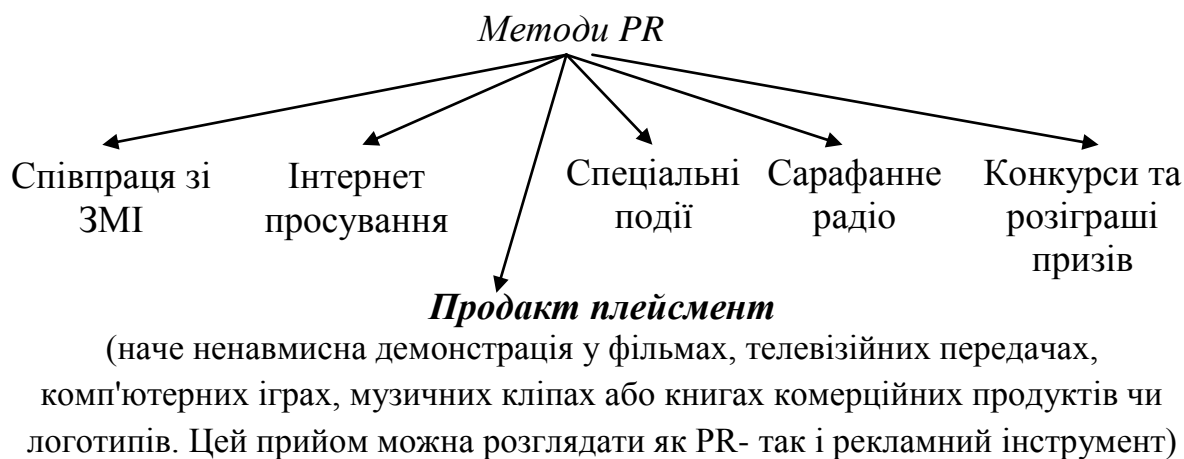 Методи PR
Співпраця зі
ЗМІ
Інтернет
просування
Спеціальні
події
Сарафанне
радіо
Конкурси та
розіграші
призів
Продакт плейсмент
(наче ненавмисна демонстрація у фільмах, телевізійних передачах,
комп'ютерних іграх, музичних кліпах або книгах комерційних продуктів чи
логотипів. Цей прийом можна розглядати як PR- так і рекламний інструмент)